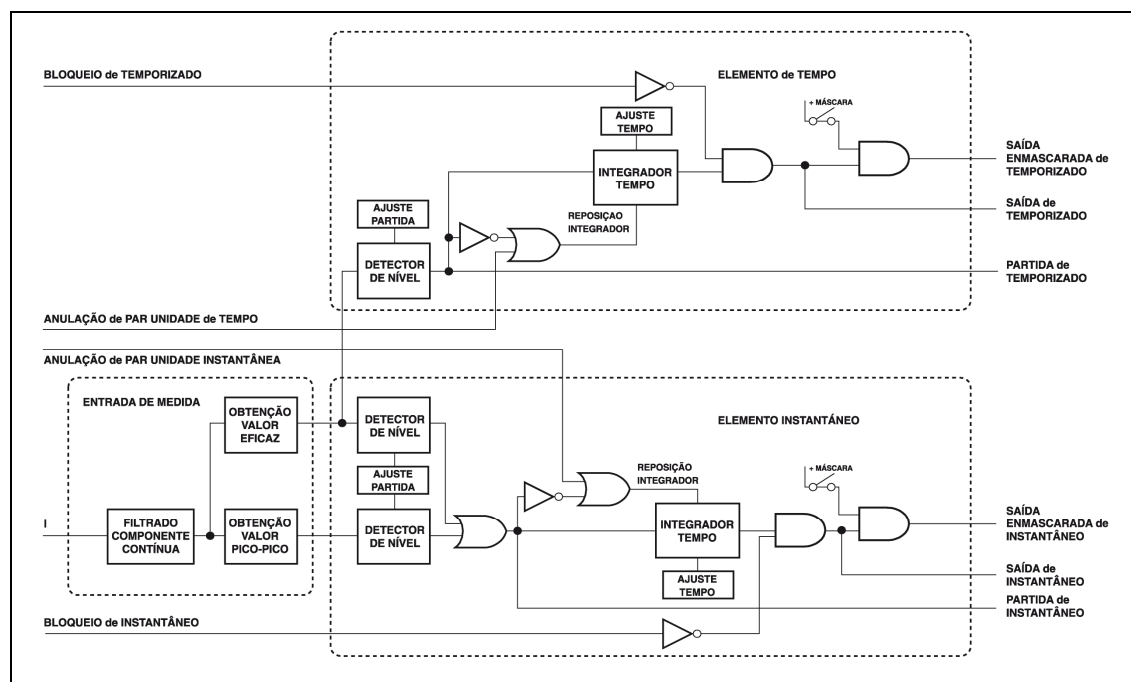 BLOQUEIO de TEMPORIZADO
ELEMENTO de TEMPO
+ MÁSCARA
AJUSTE
TEMPO
SAÍDA
ENMASCARADA de
TEMPORIZADO
INTEGRADOR
TEMPO
AJUSTE
PARTIDA
REPOSIÇAO
INTEGRADOR
SAÍDA de
TEMPORIZADO
DETECTOR
DE NÍVEL
PARTIDA de
TEMPORIZADO
ANULAÇÃO de PAR UNIDADE de TEMPO
ANULAÇÃO de PAR UNIDADE INSTANTÂNEA
ENTRADA DE MEDIDA
OBTENÇÃO
VALOR
EFICAZ
DETECTOR
DE NÍVEL
ELEMENTO INSTANTÁNEO
AJUSTE
PARTIDA
REPOSIÇÃO
INTEGRADOR
+ MÁSCARA
I
FILTRADO
COMPONENTE
CONTÍNUA
OBTENÇÃO
VALOR
PICO-PICO
DETECTOR
DE NÍVEL
INTEGRADOR
TEMPO
SAÍDA
ENMASCARADA de
INSTANTÂNEO
AJUSTE
TEMPO
SAÍDA de
INSTANTÂNEO
PARTIDA de
INSTANTÂNEO
BLOQUEIO de INSTANTÂNEO